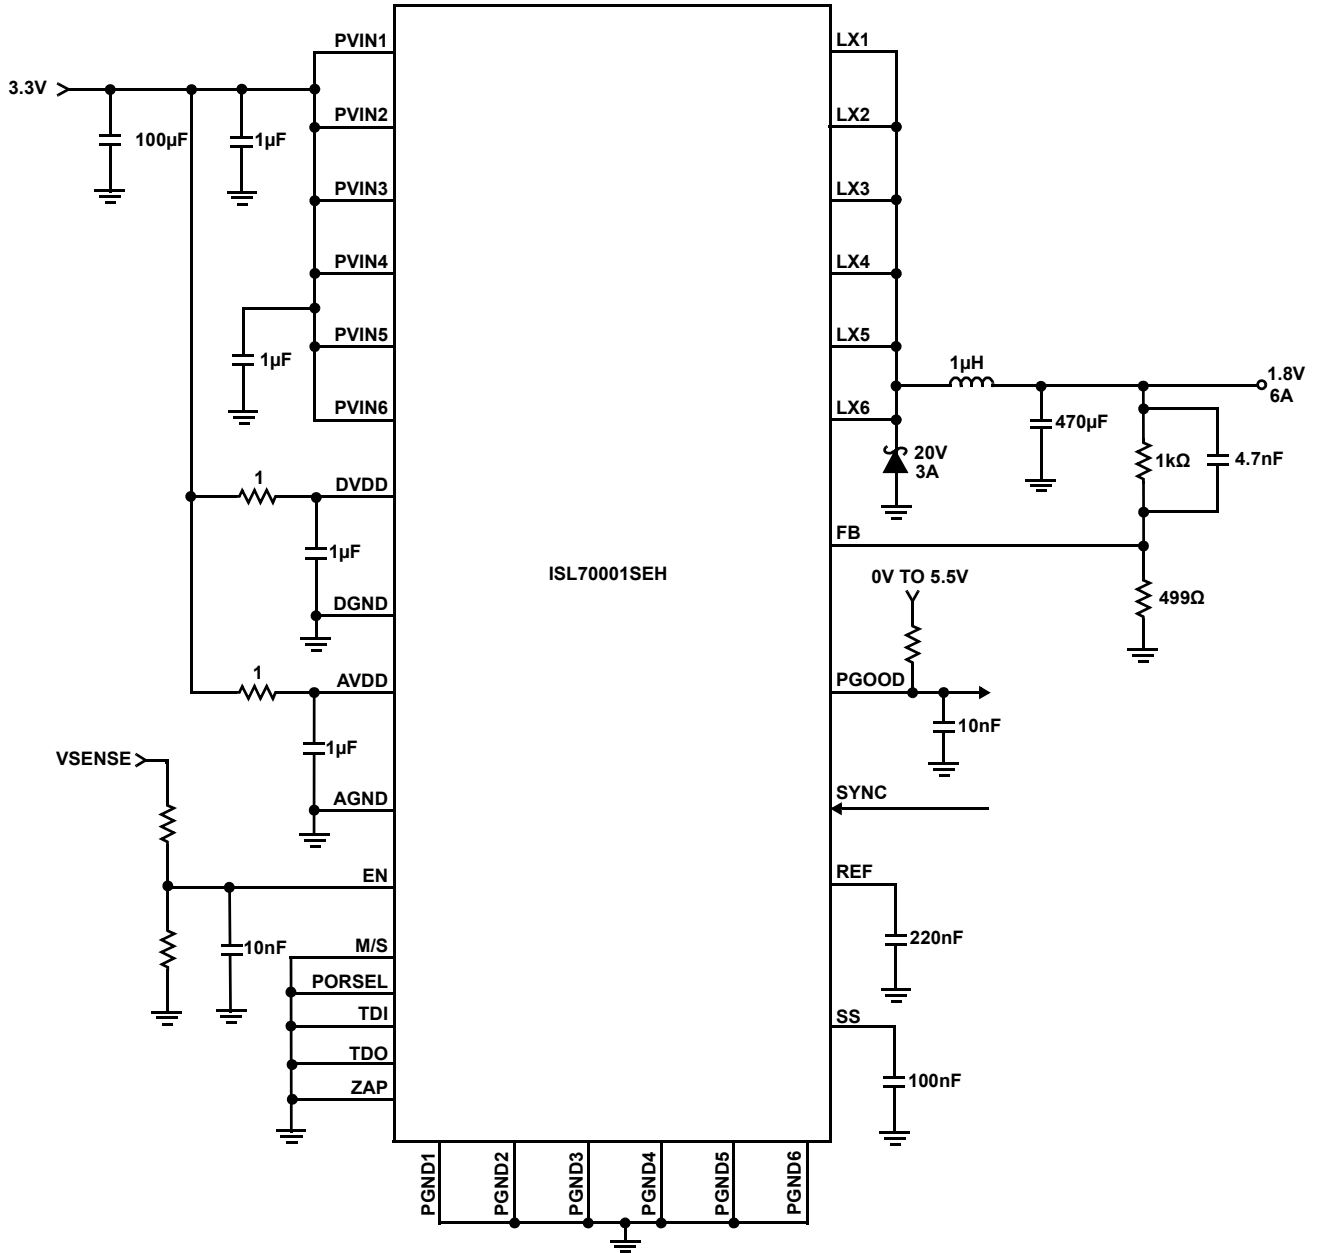 3.3V
100µF
1µF
1µF
PVIN1
PVIN2
PVIN3
PVIN4
PVIN5
PVIN6
1
DVDD
1µF
DGND
1
AVDD
1µF
AGND
VSENSE
EN
10nF
M/S
PORSEL
TDI
TDO
ZAP
ISL70001SEH
PGND1
PGND2
PGND3
PGND4
PGND5
PGND6
LX1
LX2
LX3
LX4
LX5
LX6
1µH
1.8V
6A
470µF
1kΩ
4.7nF
20V
3A
FB
499Ω
0V TO 5.5V
PGOOD
10nF
SYNC
REF
220nF
SS
100nF